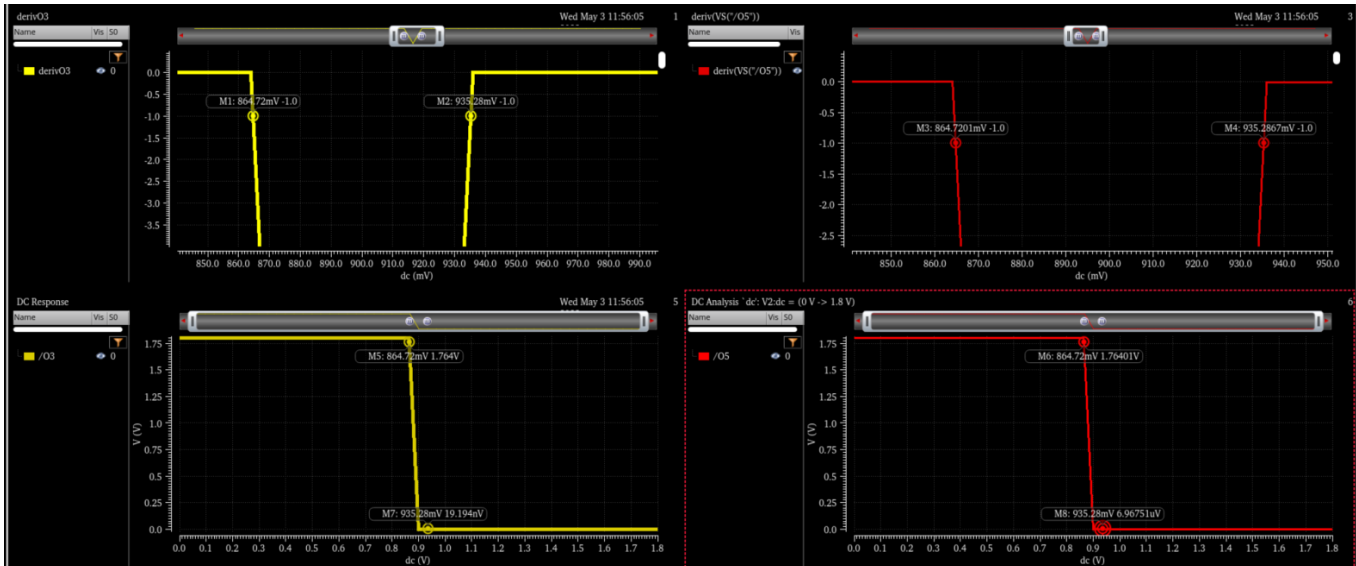 derivO3
Wed May 3 11:56:05
1
Name Vis S0
derivO3 0
M1: 864.72mV -1.0
M2: 935.28mV -1.0
0.0
-0.5
-1.0
-1.5
-2.0
-2.5
-3.0
-3.5
850.0 860.0 870.0 880.0 890.0 900.0 910.0 920.0 930.0 940.0 950.0 960.0 970.0 980.0 990.0
dc (mV)
deriv(VS("/O5"))
Wed May 3 11:56:05
3
Name Vis
deriv(VS("/O5"))
M3: 864.7201mV -1.0
M4: 935.2867mV -1.0
0.0
-0.5
-1.0
-1.5
-2.0
-2.5
850.0 860.0 870.0 880.0 890.0 900.0 910.0 920.0 930.0 940.0 950.0
dc (mV)
DC Response
Wed May 3 11:56:05
5
Name Vis S0
/O3 0
M5: 864.72mV 1.764V
M7: 935.28mV 19.194nV
1.75
1.5
1.25
1.0
0.75
0.5
0.25
0.0
V (V)
0.0 0.1 0.2 0.3 0.4 0.5 0.6 0.7 0.8 0.9 1.0 1.1 1.2 1.3 1.4 1.5 1.6 1.7 1.8
dc (V)
DC Analysis `dc': V2:dc = (0 V -> 1.8 V)
6
Name Vis S0
/O5 0
M6: 864.72mV 1.76401V
M8: 935.28mV 6.96751uV
1.75
1.5
1.25
1.0
0.75
0.5
0.25
0.0
V (V)
0.0 0.1 0.2 0.3 0.4 0.5 0.6 0.7 0.8 0.9 1.0 1.1 1.2 1.3 1.4 1.5 1.6 1.7 1.8
dc (V)